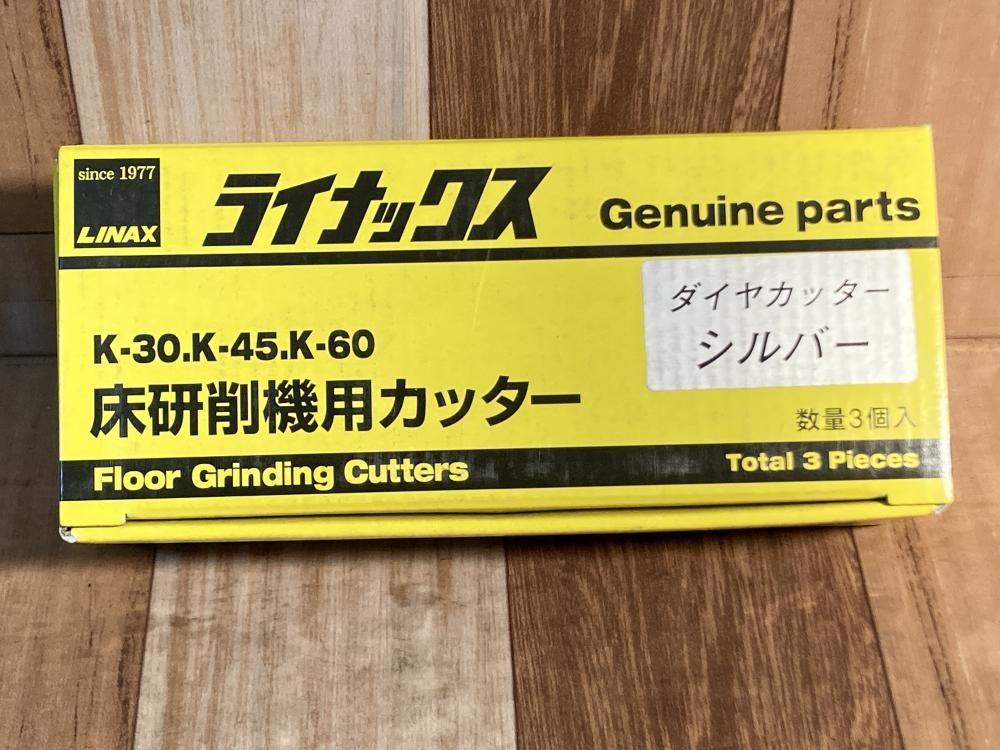 since 1977
LINAX
ライナックス
Genuine parts
ダイヤカッター
シルバー
K-30.K-45.K-60
床研削機用カッター
数量3個入
Floor Grinding Cutters
Total 3 Pieces